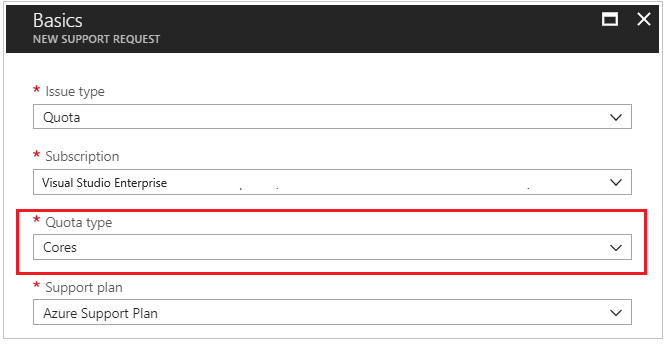 Basics
NEW SUPPORT REQUEST
* Issue type
Quota
* Subscription
Visual Studio Enterprise
* Quota type
Cores
* Support plan
Azure Support Plan